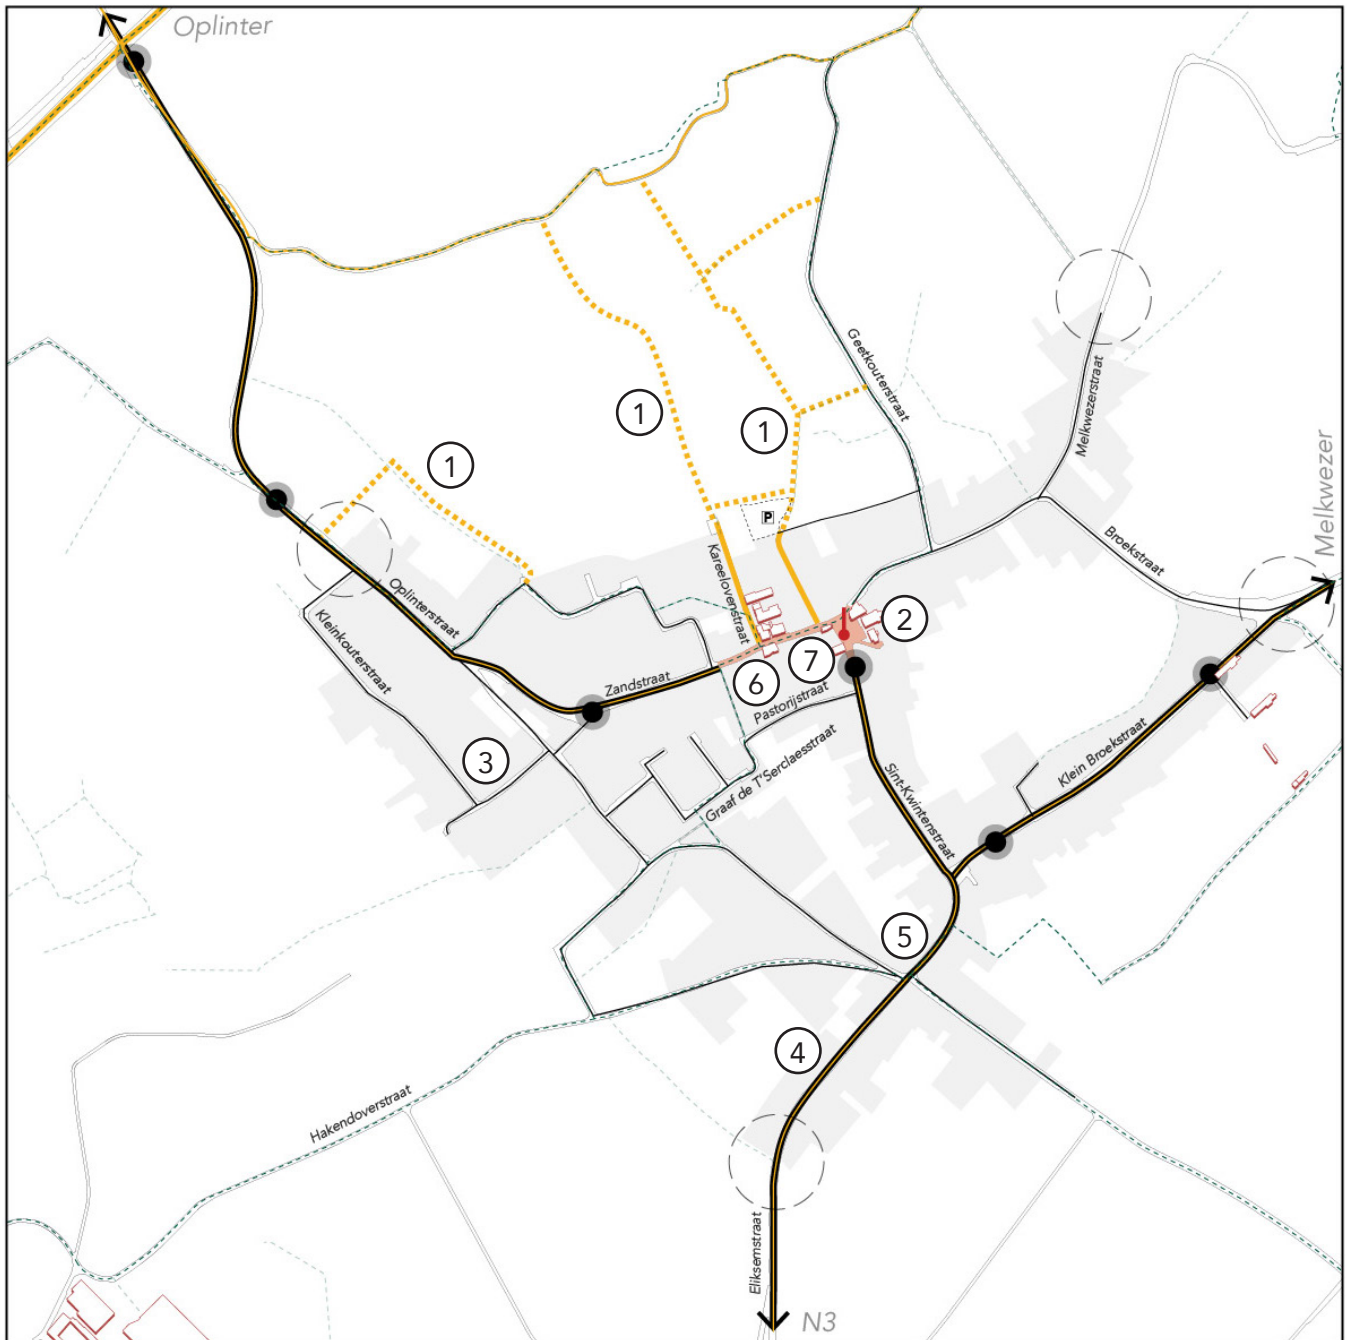 Oplinter
Geetkouterstraat
Melkwezerstraat
1
1
1
Melkwezer
P
Broekstraat
Kareelovenstraat
Oplinterstraat
Kleinkouterstraat
2
7
6
Zandstraat
Pastorijstraat
3
Graaf de T'Serclaesstraat
Sint-Kwintenstraat
Klein Broekstraat
5
4
Hakendoverstraat
Eliksemstraat
N3